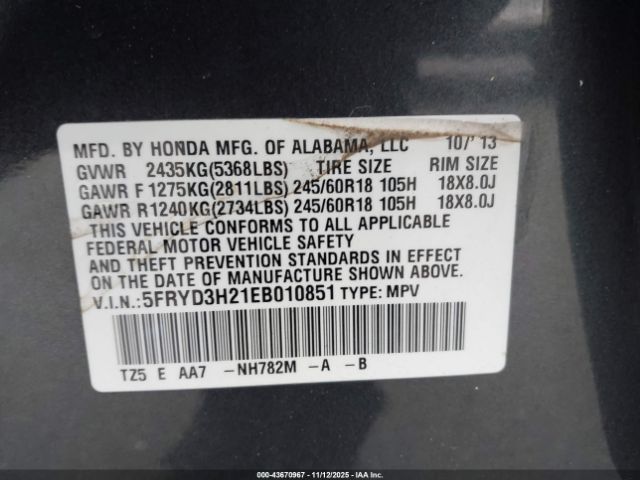 MFD. BY HONDA MFG. OF ALABAMA, LLC 10/'13
GVWR 2435KG(5368LBS) TIRE SIZE RIM SIZE
GAWR F 1275KG(2811LBS) 245/60R18 105H 18X8.0J
GAWR R1240KG(2734LBS) 245/60R18 105H 18X8.0J
THIS VEHICLE CONFORMS TO ALL APPLICABLE
FEDERAL MOTOR VEHICLE SAFETY
AND THEFT PREVENTION STANDARDS IN EFFECT
ON THE DATE OF MANUFACTURE SHOWN ABOVE.
V.I.N.:5FRYD3H21EB010851 TYPE: MPV
TZ5 E AA7 -NH782M -A -B
000-43670967 - 11/12/2025 - IAA Inc.